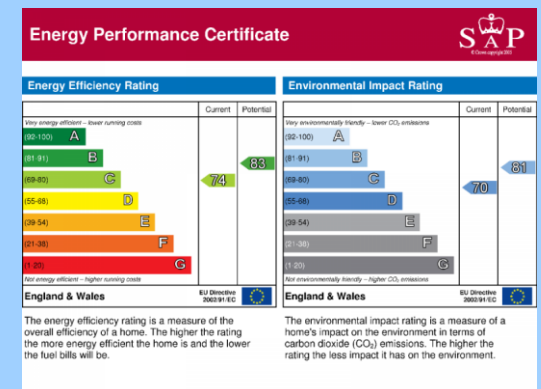 Energy Performance Certificate
SAP
© Crown copyright 2011
Energy Efficiency Rating
Current Potential
Very energy efficient – lower running costs
(92-100) A
(81-91) B
(69-80) C
(55-68) D
(39-54) E
(21-38) F
(1-20) G
74
83
Not energy efficient – higher running costs
England & Wales
EU Directive
2002/91/EC
The energy efficiency rating is a measure of the
overall efficiency of a home. The higher the rating
the more energy efficient the home is and the lower
the fuel bills will be.
Environmental Impact Rating
Current Potential
Very environmentally friendly – lower CO₂ emissions
(92-100) A
(81-91) B
(69-80) C
(55-68) D
(39-54) E
(21-38) F
(1-20) G
70
81
Not environmentally friendly – higher CO₂ emissions
England & Wales
EU Directive
2002/91/EC
The environmental impact rating is a measure of a
home's impact on the environment in terms of
carbon dioxide (CO₂) emissions. The higher the
rating the less impact it has on the environment.